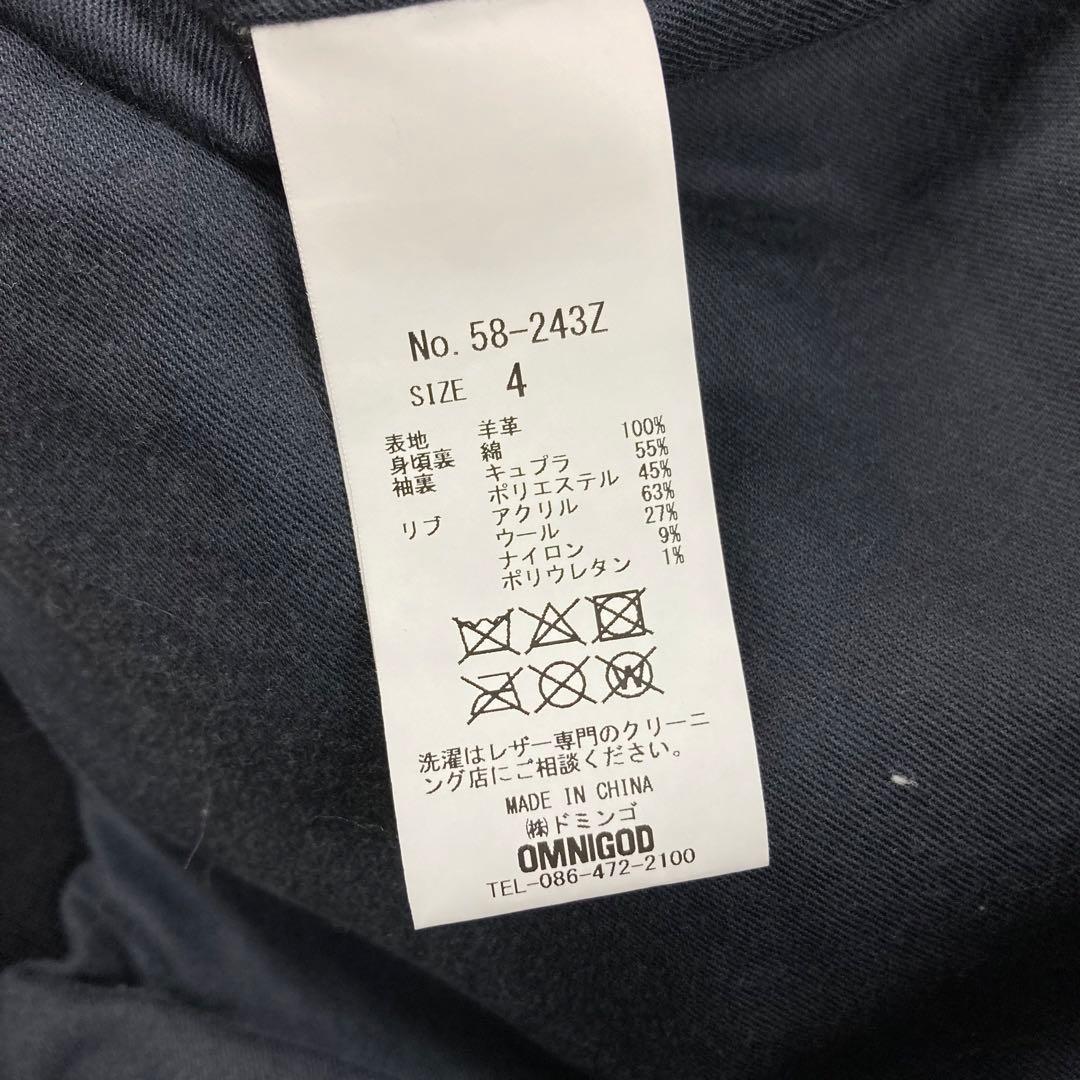 No. 58-243Z
SIZE 4
表地 羊革
身頃裏 綿 100%
袖裏 キュプラ 55%
ポリエステル 45%
リブ アクリル 63%
ウール 27%
ナイロン 9%
ポリウレタン 1%
W
洗濯はレザー専門のクリーニ
ング店にご相談ください。
MADE IN CHINA
㈱ドミンゴ
OMNIGOD
TEL-086-472-2100